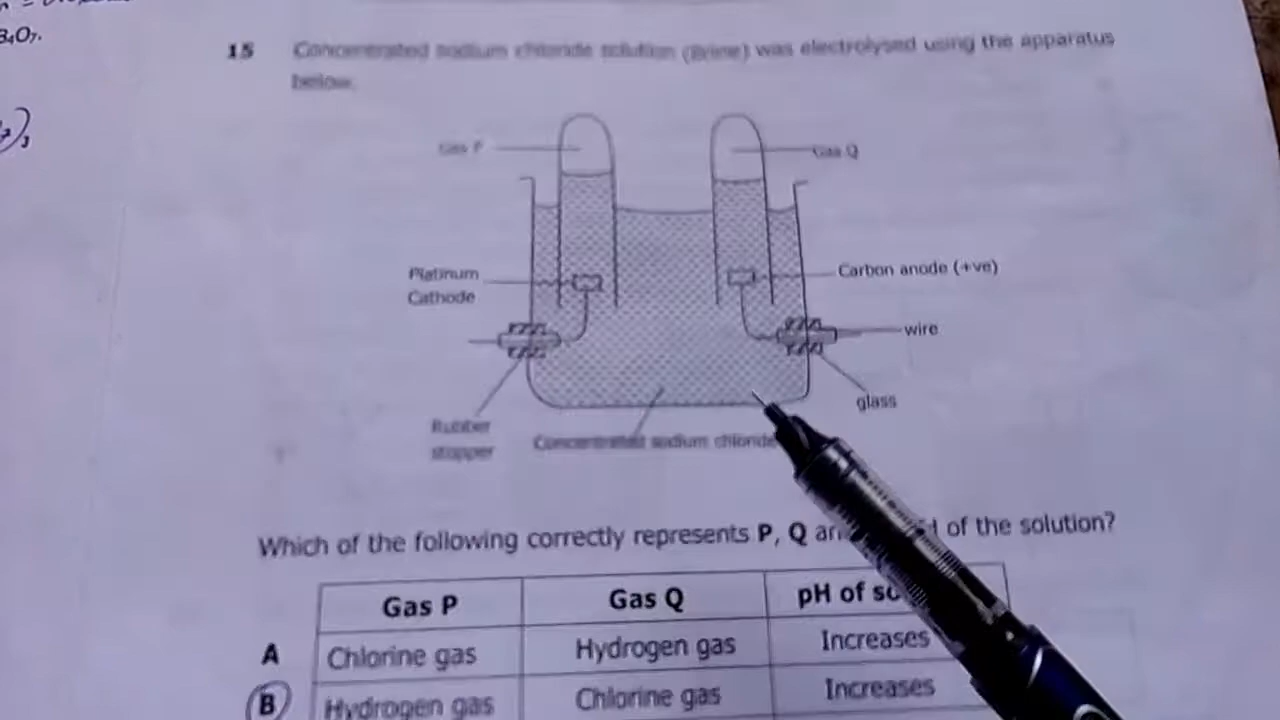 B₄O₇.
15 Concentrated sodium chloride solution (Brine) was electrolysed using the apparatus
below.
Gas P
Gas Q
Platinum
Cathode
Carbon anode (+ve)
wire
glass
Rubber
stopper
Concentrated sodium chloride
Which of the following correctly represents P, Q of the solution?
Gas P Gas Q pH of
A Chlorine gas Hydrogen gas Increases
B Hydrogen gas Chlorine gas Increases